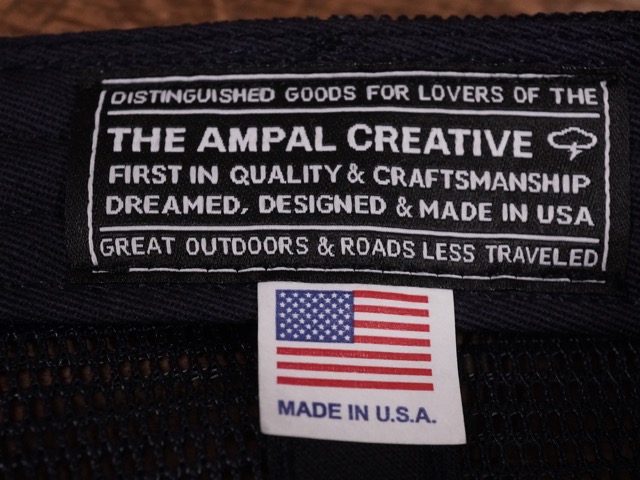 DISTINGUISHED GOODS FOR LOVERS OF THE
THE AMPAL CREATIVE
FIRST IN QUALITY & CRAFTSMANSHIP
DREAMED, DESIGNED & MADE IN USA
GREAT OUTDOORS & ROADS LESS TRAVELED
MADE IN U.S.A.